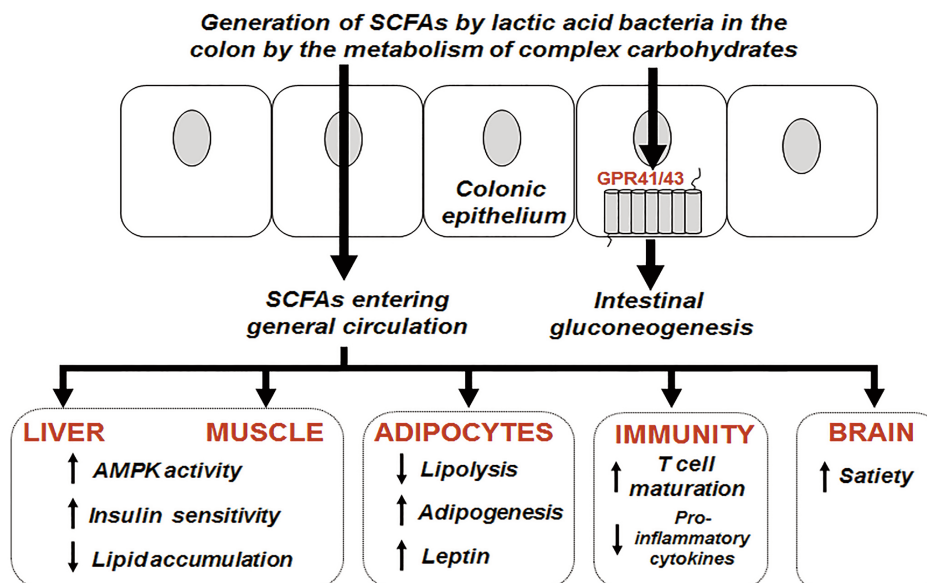 Generation of SCFAs by lactic acid bacteria in the
colon by the metabolism of complex carbohydrates
GPR41/43
Colonic
epithelium
SCFAs entering
general circulation
Intestinal
gluconeogenesis
LIVER MUSCLE
AMPK activity
Insulin sensitivity
Lipid accumulation
ADIPOCYTES
Lipolysis
Adipogenesis
Leptin
IMMUNITY
T cell
maturation
Pro-
inflammatory
cytokines
BRAIN
Satiety